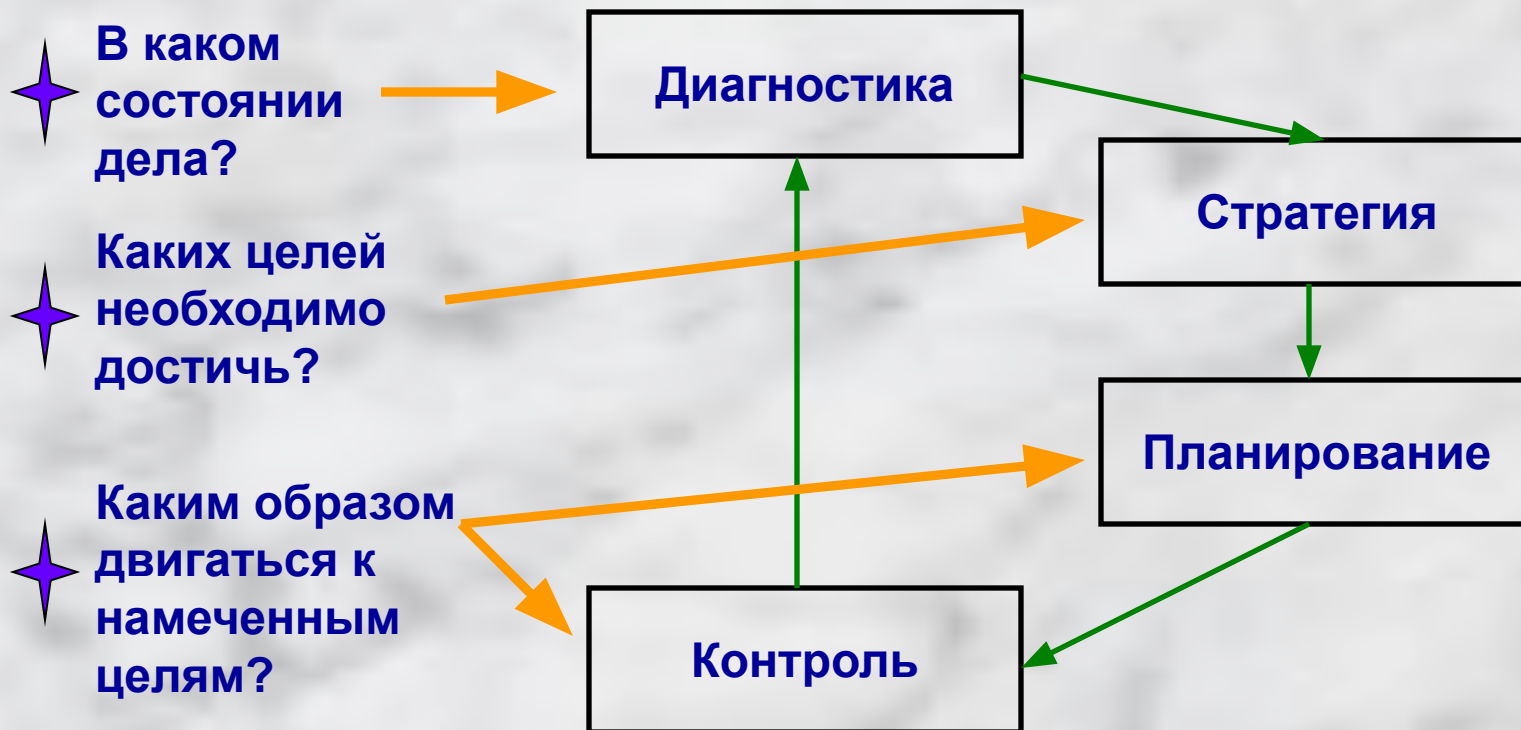 В каком
состоянии
дела?
Каких целей
необходимо
достичь?
Каким образом
двигаться к
намеченным
целям?
Диагностика
Стратегия
Планирование
Контроль